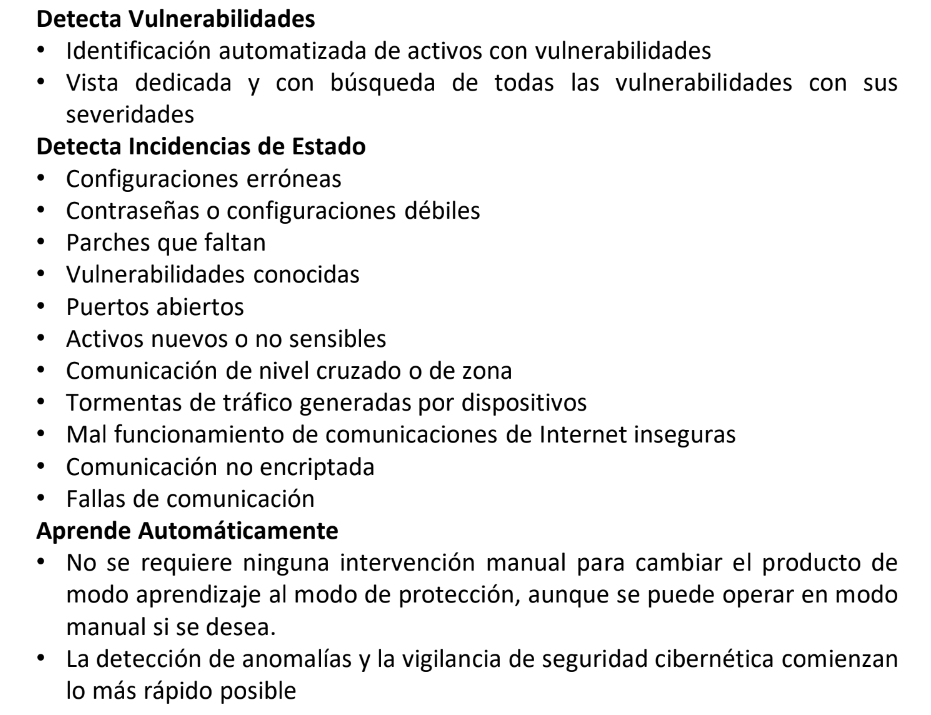 Detecta Vulnerabilidades
• Identificación automatizada de activos con vulnerabilidades
• Vista dedicada y con búsqueda de todas las vulnerabilidades con sus
severidades
Detecta Incidencias de Estado
• Configuraciones erróneas
• Contraseñas o configuraciones débiles
• Parches que faltan
• Vulnerabilidades conocidas
• Puertos abiertos
• Activos nuevos o no sensibles
• Comunicación de nivel cruzado o de zona
• Tormentas de tráfico generadas por dispositivos
• Mal funcionamiento de comunicaciones de Internet inseguras
• Comunicación no encriptada
• Fallas de comunicación
Aprende Automáticamente
• No se requiere ninguna intervención manual para cambiar el producto de
modo aprendizaje al modo de protección, aunque se puede operar en modo
manual si se desea.
• La detección de anomalías y la vigilancia de seguridad cibernética comienzan
lo más rápido posible